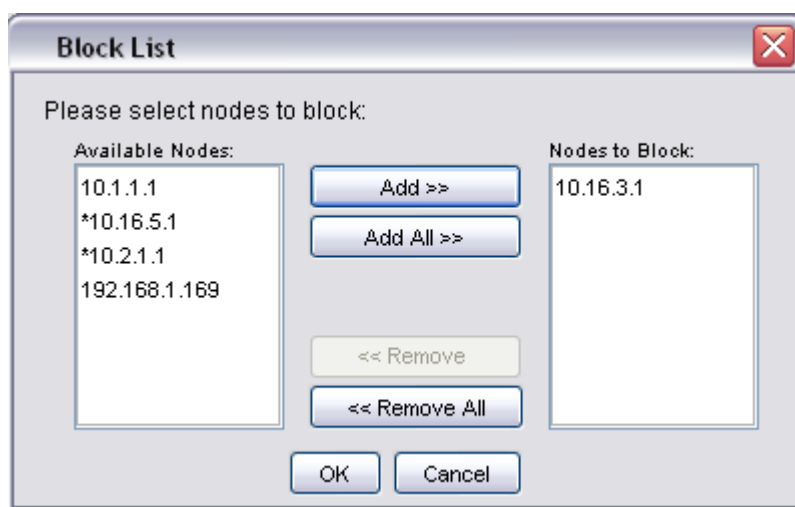 Block List
Please select nodes to block:
Available Nodes:
10.1.1.1
*10.16.5.1
*10.2.1.1
192.168.1.169
Add >>
Add All >>
<< Remove
<< Remove All
Nodes to Block:
10.16.3.1
OK
Cancel